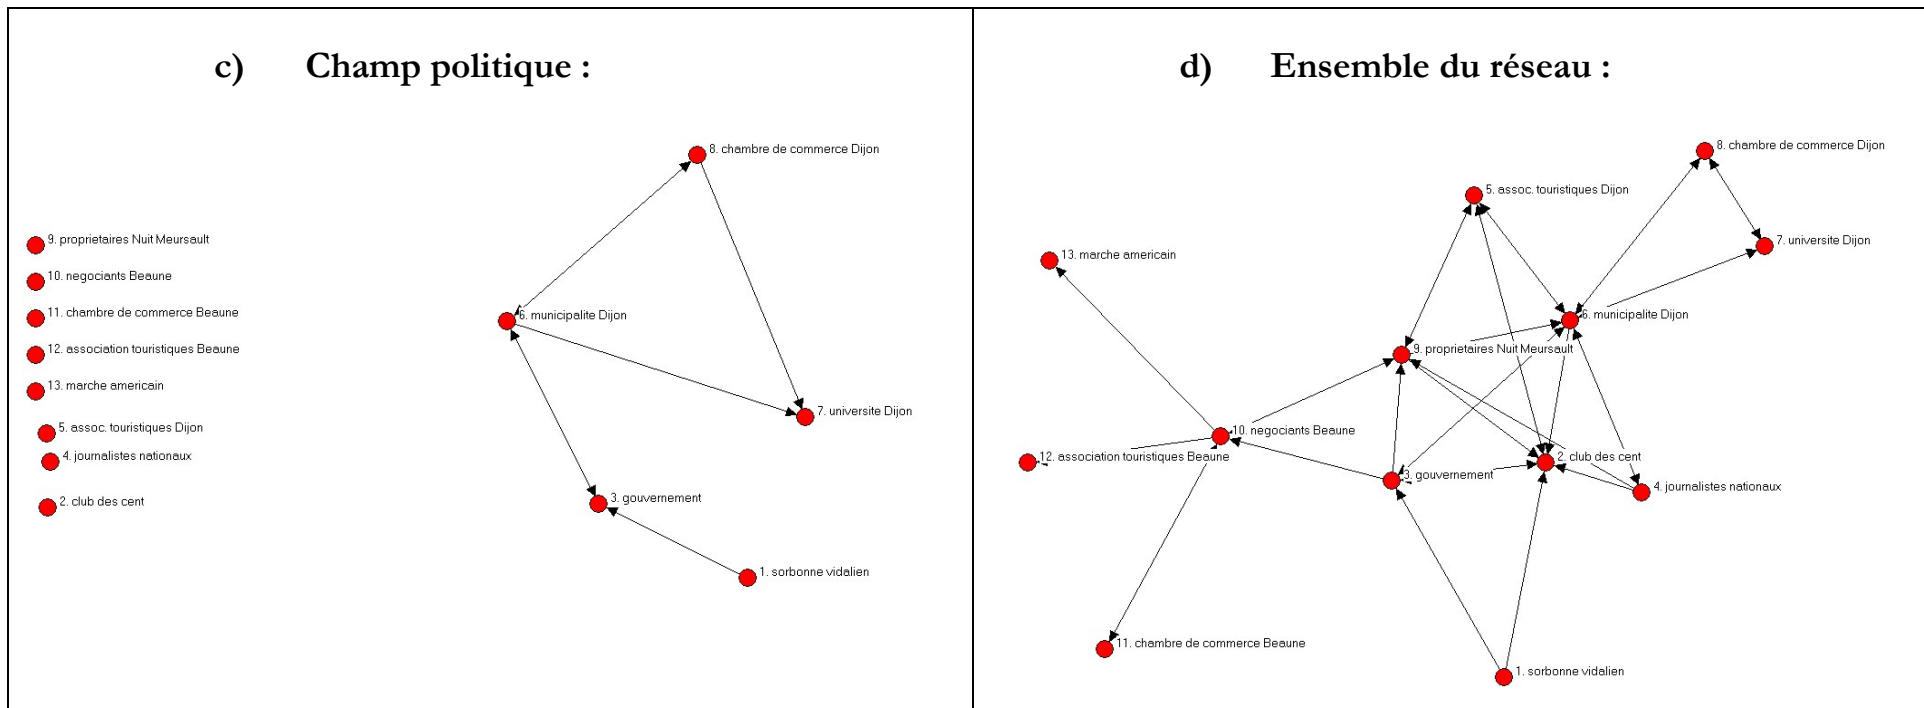 c) Champ politique :
8. chambre de commerce Dijon
9. proprietaires Nuit Meursault
10. negociants Beaune
11. chambre de commerce Beaune
6. municipalite Dijon
12. association touristiques Beaune
13. marche americain
7. universite Dijon
5. assoc. touristiques Dijon
4. journalistes nationaux
2. club des cent
3. gouvernement
1. sorbonne vidalien
d) Ensemble du réseau :
8. chambre de commerce Dijon
5. assoc. touristiques Dijon
7. universite Dijon
13. marche americain
6. municipalite Dijon
9. proprietaires Nuit Meursault
10. negociants Beaune
12. association touristiques Beaune
2. club des cent
3. gouvernement
4. journalistes nationaux
11. chambre de commerce Beaune
1. sorbonne vidalien